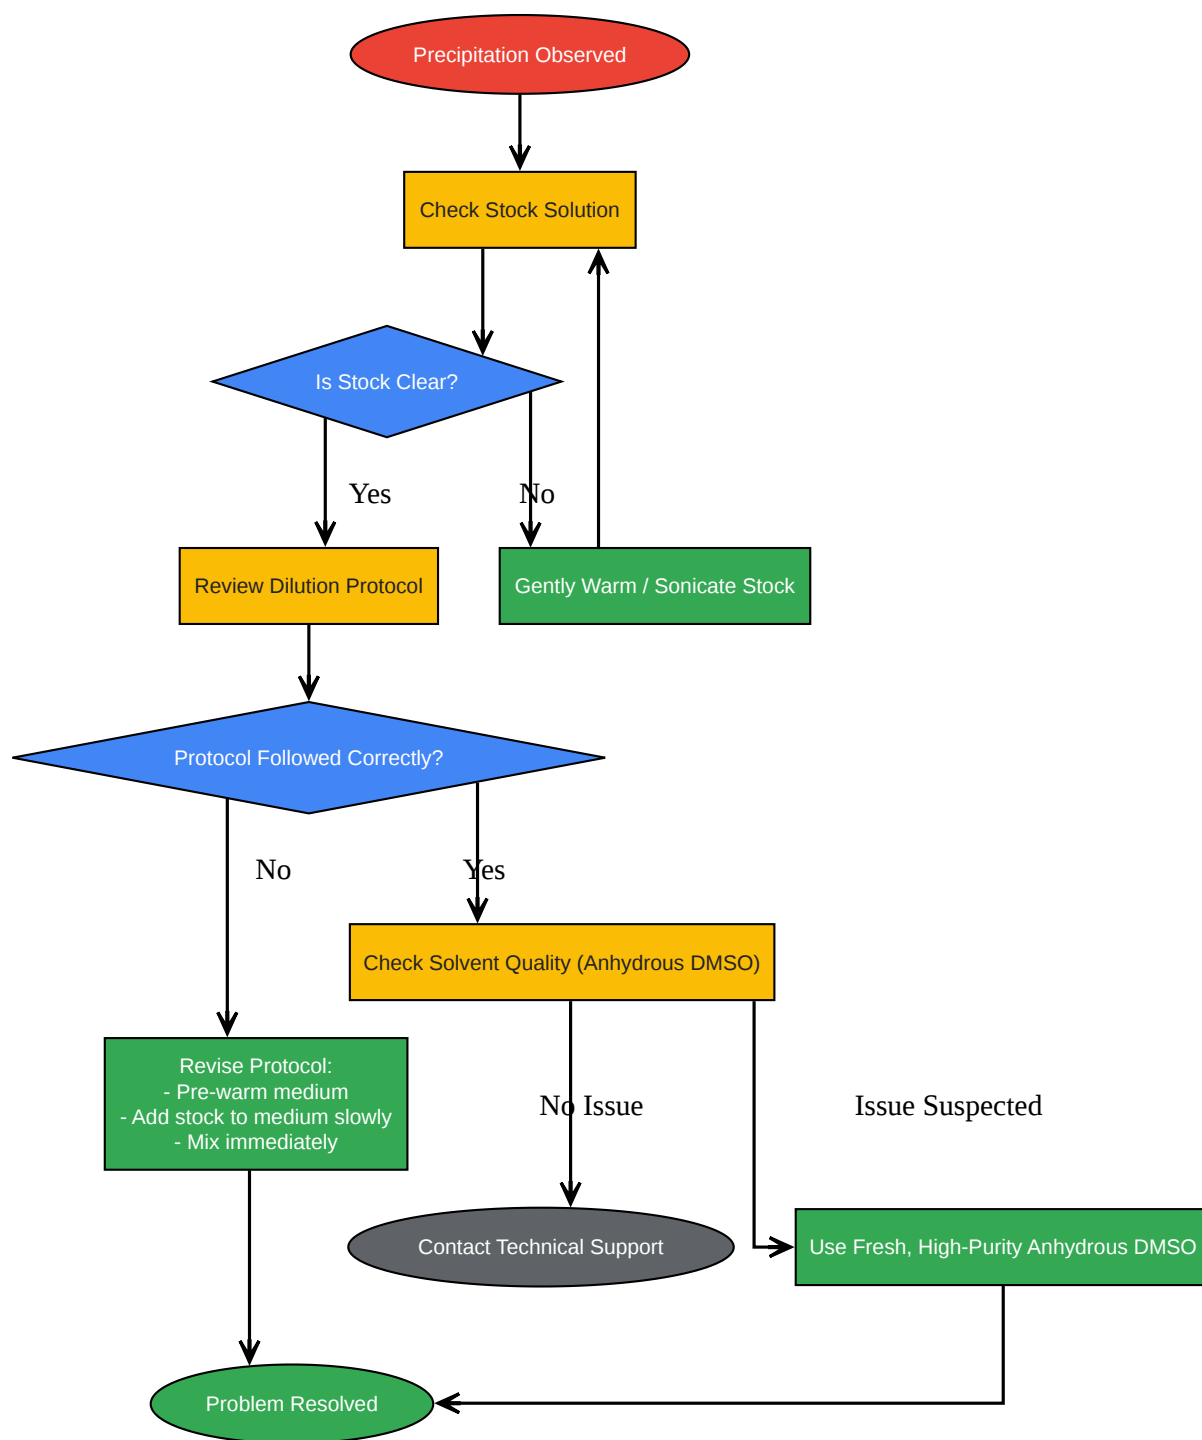 Precipitation Observed
Check Stock Solution
Is Stock Clear?
Yes
No
Review Dilution Protocol
Gently Warm / Sonicate Stock
Protocol Followed Correctly?
No
Yes
Check Solvent Quality (Anhydrous DMSO)
Revise Protocol:
- Pre-warm medium
- Add stock to medium slowly
- Mix immediately
No Issue
Issue Suspected
Contact Technical Support
Use Fresh, High-Purity Anhydrous DMSO
Problem Resolved